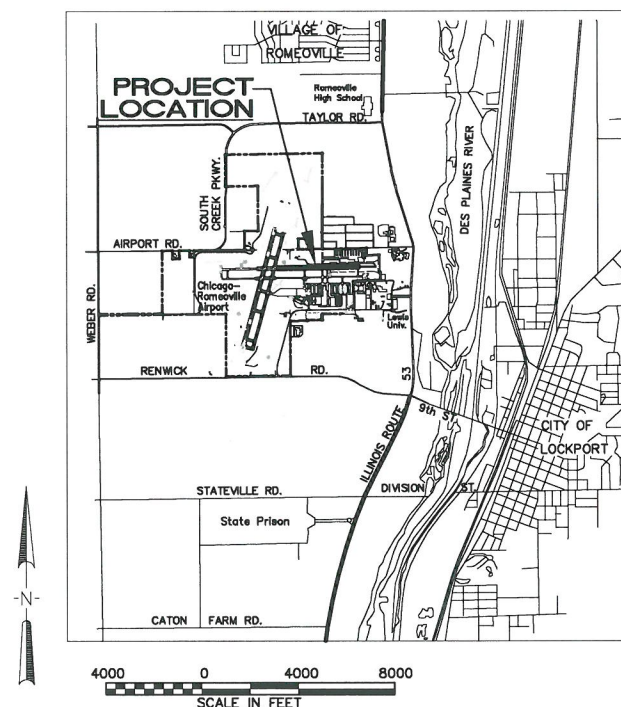 VILLAGE OF
ROMEOVILLE
PROJECT
LOCATION
Romeoville
High School
TAYLOR RD.
SOUTH
CREEK PKWY.
DES PLAINES RIVER
AIRPORT RD.
WEBER RD.
Chicago-
Romeoville
Airport
Lewis
Univ.
RENWICK RD.
53
ILLINOIS ROUTE
9th ST.
CITY OF
LOCKPORT
STATEVILLE RD.
DIVISION ST.
State Prison
CATON FARM RD.
-N-
4000 0 4000 8000
SCALE IN FEET